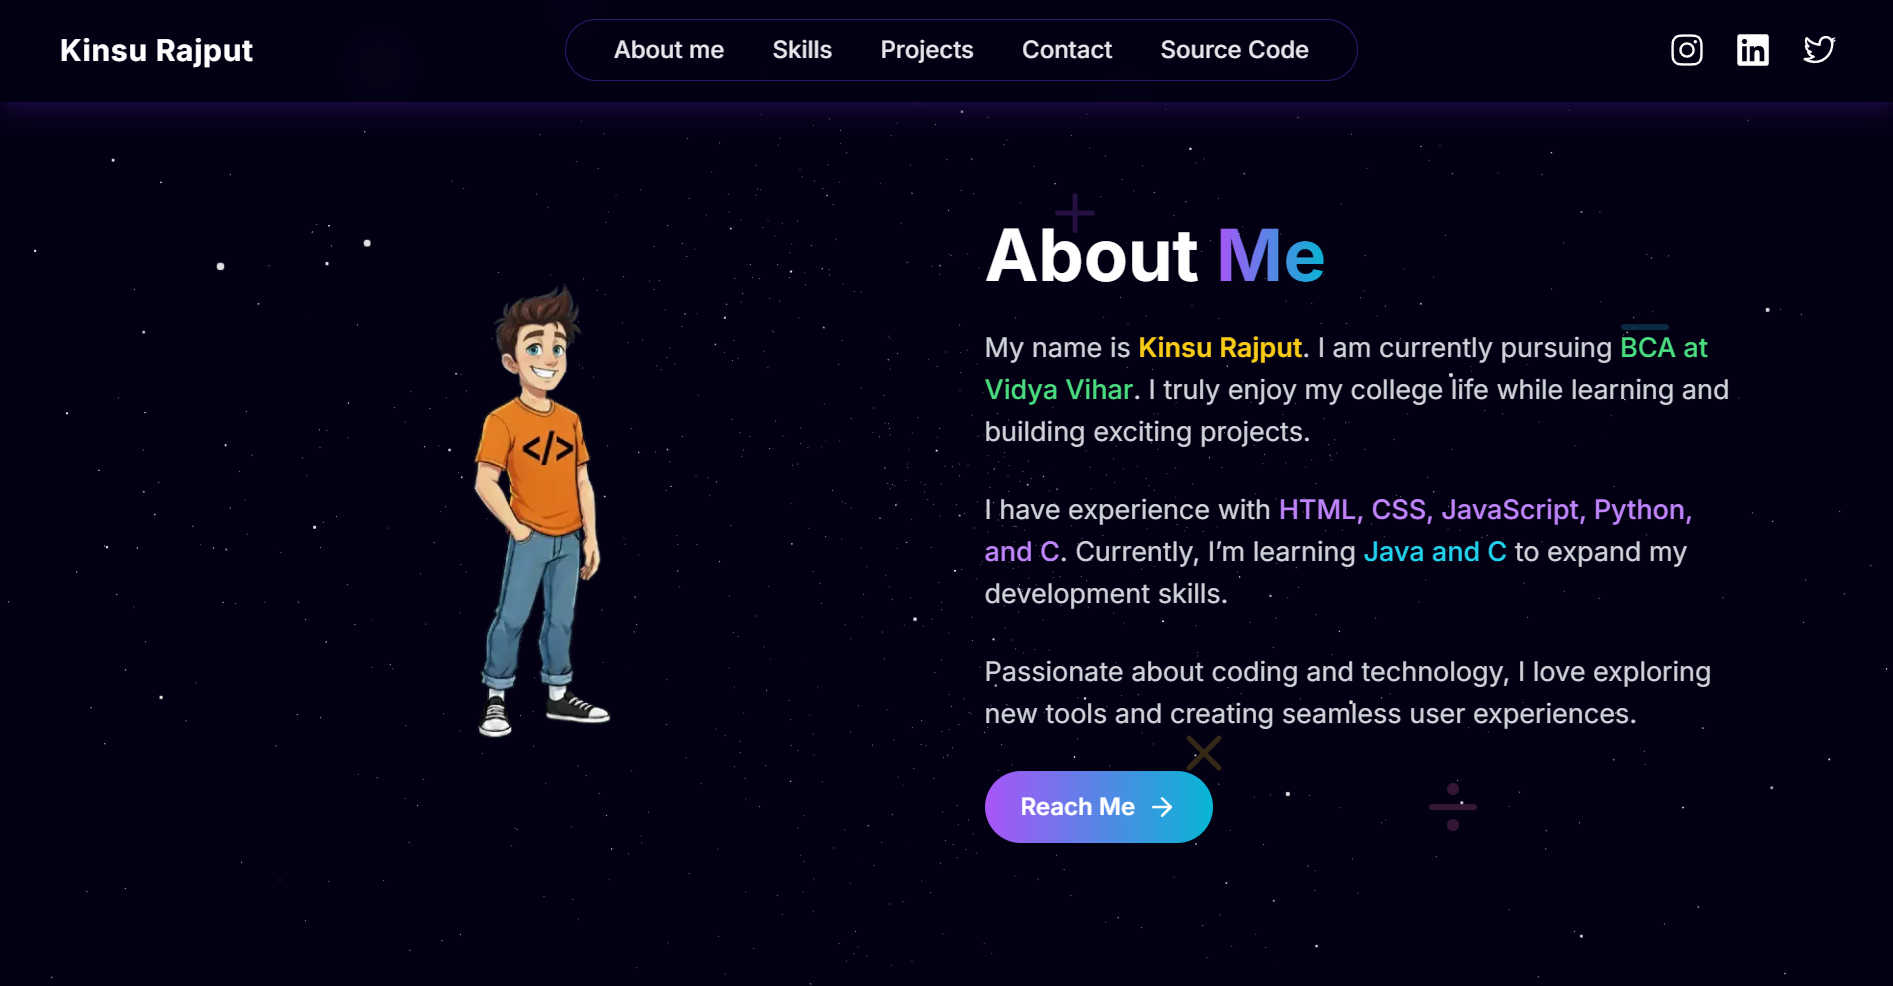 Kinsu Rajput
About me Skills Projects Contact Source Code
About Me
My name is Kinsu Rajput. I am currently pursuing BCA at
Vidya Vihar. I truly enjoy my college life while learning and
building exciting projects.
I have experience with HTML, CSS, JavaScript, Python,
and C. Currently, I’m learning Java and C to expand my
development skills.
Passionate about coding and technology, I love exploring
new tools and creating seamless user experiences.
Reach Me
</>